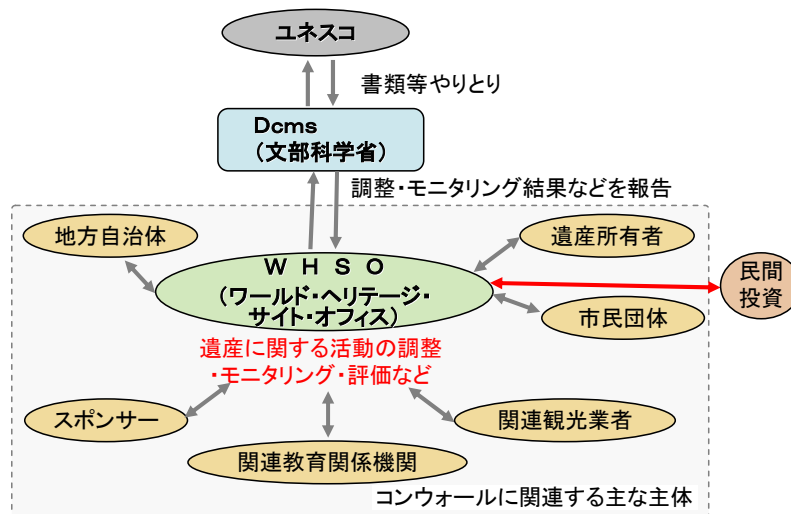 ユネスコ
書類等やりとり
Dcms
(文部科学省)
調整・モニタリング結果などを報告
地方自治体
遺産所有者
WHSO
(ワールド・ヘリテージ・
サイト・オフィス)
民間
投資
市民団体
遺産に関する活動の調整
・モニタリング・評価など
スポンサー
関連観光業者
関連教育関係機関
コンウォールに関連する主な主体